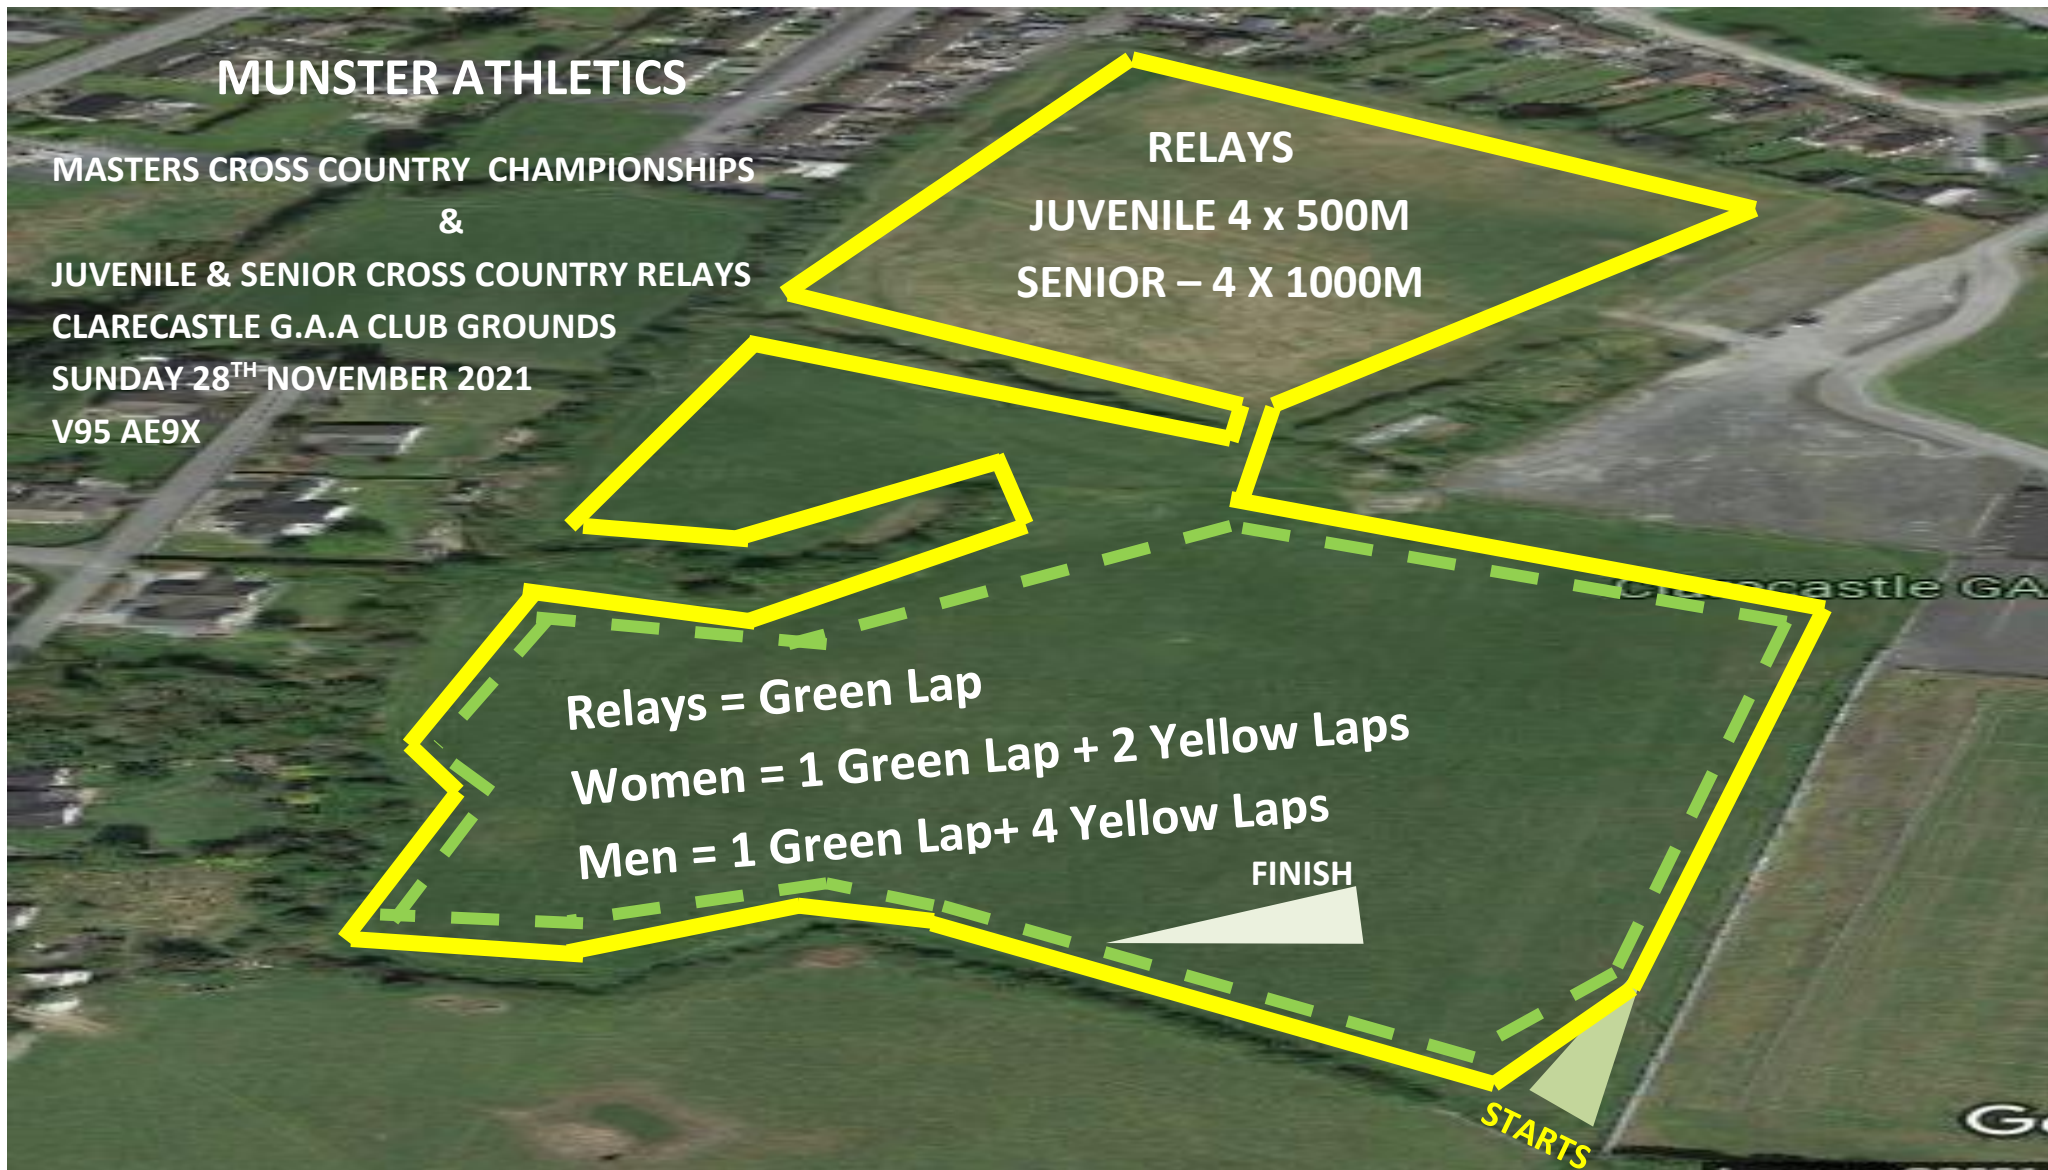 MUNSTER ATHLETICS
MASTERS CROSS COUNTRY CHAMPIONSHIPS
&
JUVENILE & SENIOR CROSS COUNTRY RELAYS
CLARECASTLE G.A.A CLUB GROUNDS
SUNDAY 28TH NOVEMBER 2021
V95 AE9X
RELAYS
JUVENILE 4 x 500M
SENIOR – 4 X 1000M
Clarecastle GA
Relays = Green Lap
Women = 1 Green Lap + 2 Yellow Laps
Men = 1 Green Lap+ 4 Yellow Laps
FINISH
STARTS